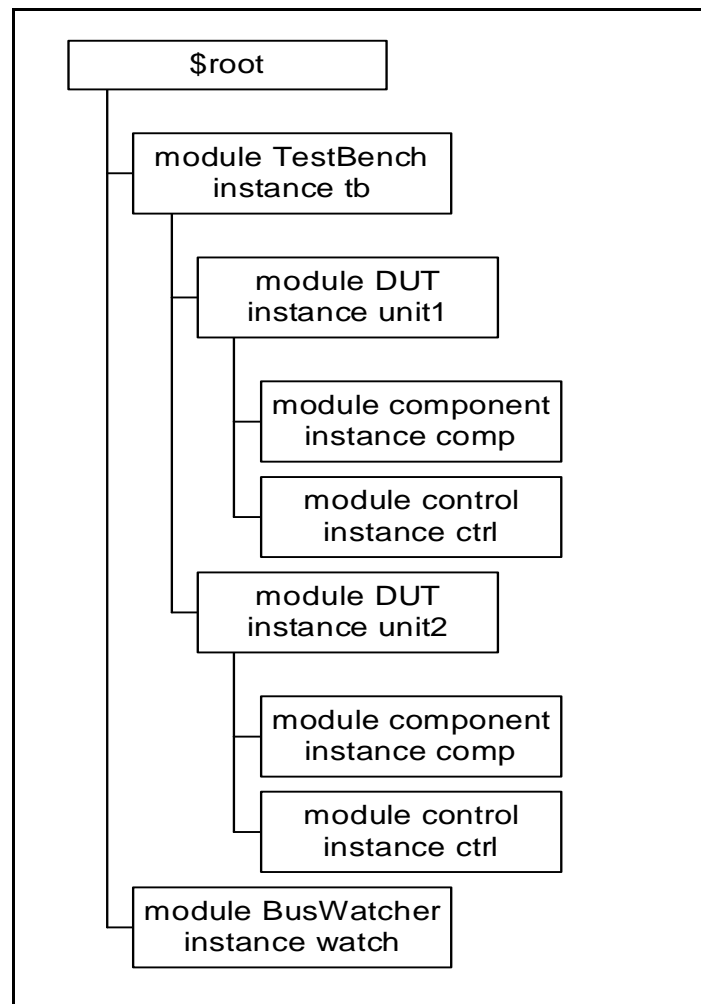 $root
module TestBench
instance tb
module DUT
instance unit1
module component
instance comp
module control
instance ctrl
module DUT
instance unit2
module component
instance comp
module control
instance ctrl
module BusWatcher
instance watch